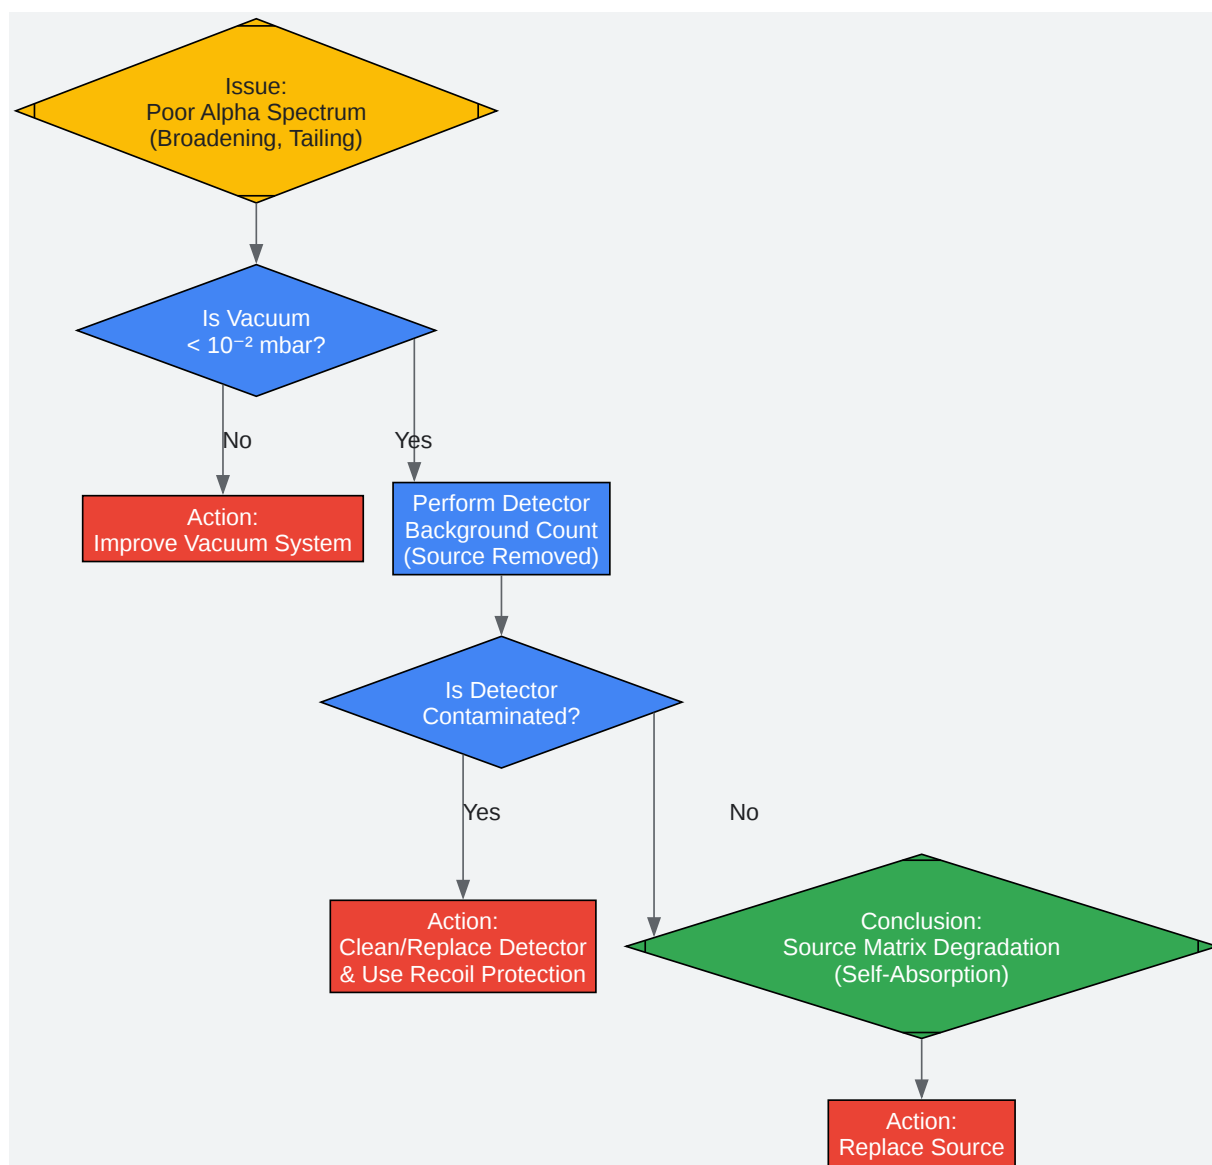 Issue:
Poor Alpha Spectrum
(Broadening, Tailing)
Is Vacuum
< 10⁻² mbar?
No
Yes
Action:
Improve Vacuum System
Perform Detector
Background Count
(Source Removed)
Is Detector
Contaminated?
Yes
No
Action:
Clean/Replace Detector
& Use Recoil Protection
Conclusion:
Source Matrix Degradation
(Self-Absorption)
Action:
Replace Source